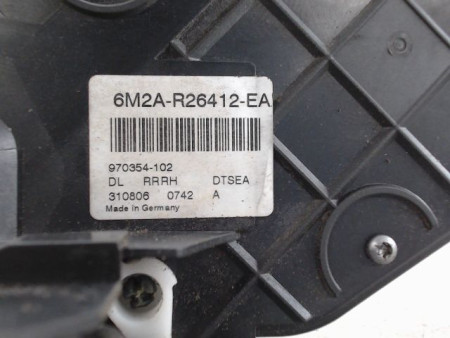 6M2A-R26412-EA
970354-102
DL RRRH DTSEA
310806 0742 A
Made in Germany